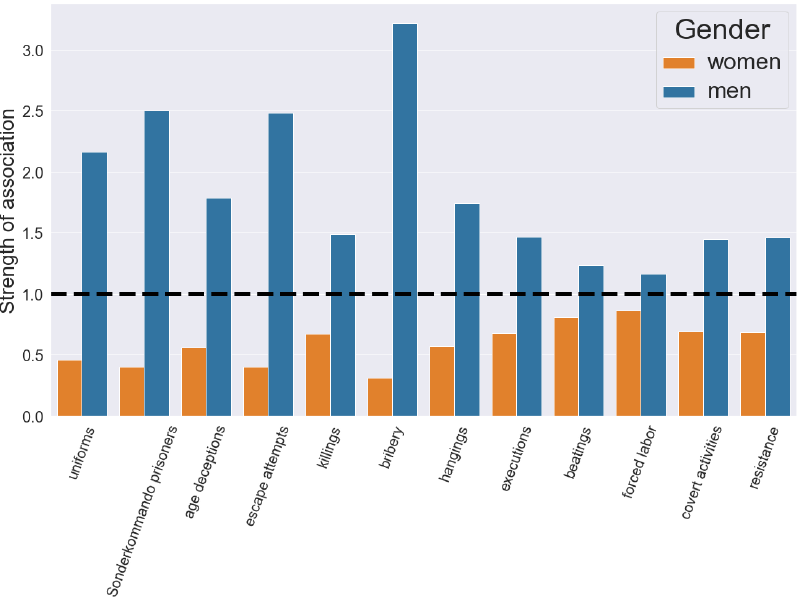 Gender
women
men
Strength of association
3.0
2.5
2.0
1.5
1.0
0.5
0.0
uniforms
Sonderkommando prisoners
age deceptions
escape attempts
killings
bribery
hangings
executions
beatings
forced labor
covert activities
resistance